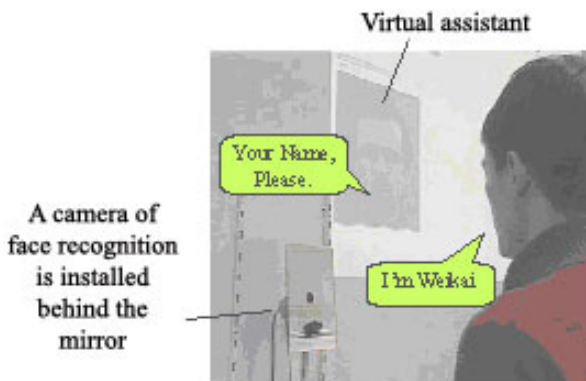 Virtual assistant
Your Name,
Please.
I'm Weikai
A camera of
face recognition
is installed
behind the
mirror